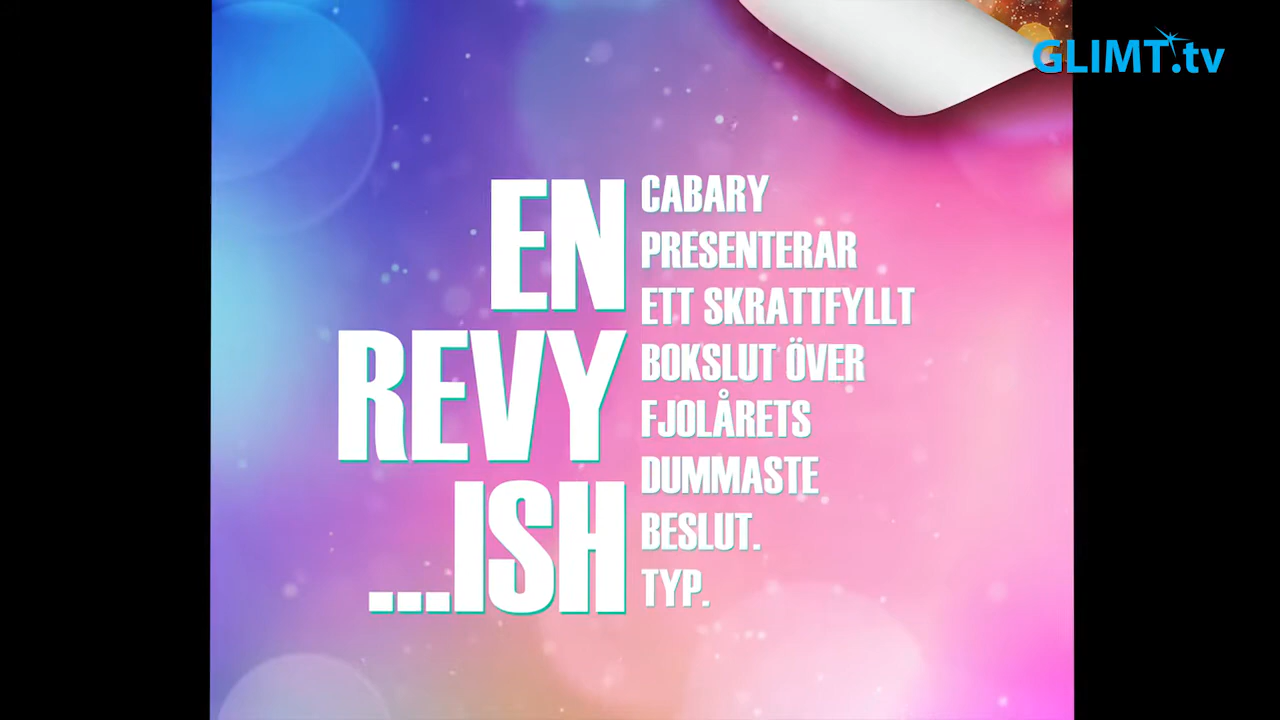 GLIMT.tv
EN
REVY
...ISH
CABARY
PRESENTERAR
ETT SKRATTFYLLT
BOKSLUT ÖVER
FJOLÅRETS
DUMMASTE
BESLUT.
TYP.